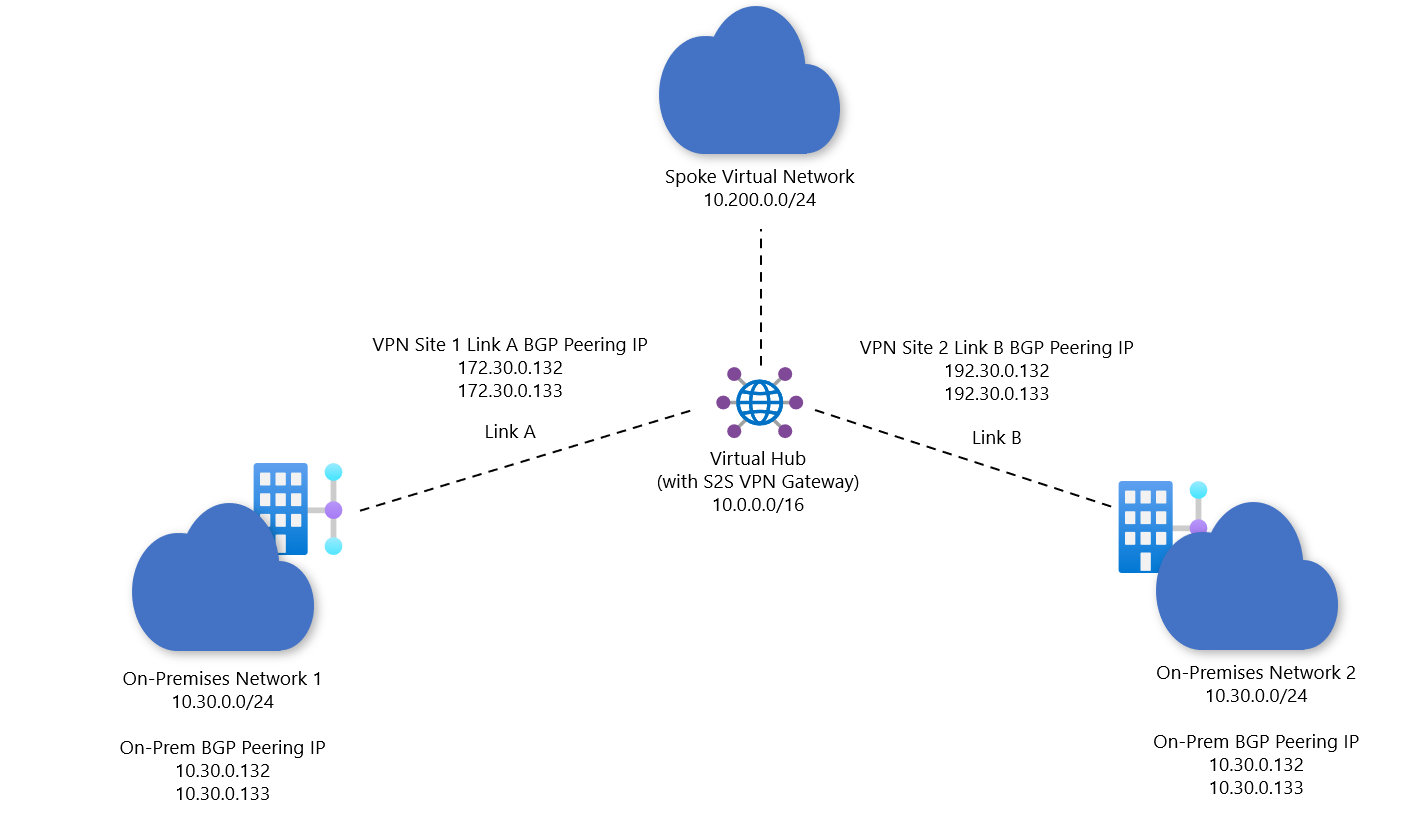 Spoke Virtual Network
10.200.0.0/24
VPN Site 1 Link A BGP Peering IP
172.30.0.132
172.30.0.133
Link A
VPN Site 2 Link B BGP Peering IP
192.30.0.132
192.30.0.133
Link B
Virtual Hub
(with S2S VPN Gateway)
10.0.0.0/16
On-Premises Network 1
10.30.0.0/24
On-Prem BGP Peering IP
10.30.0.132
10.30.0.133
On-Premises Network 2
10.30.0.0/24
On-Prem BGP Peering IP
10.30.0.132
10.30.0.133